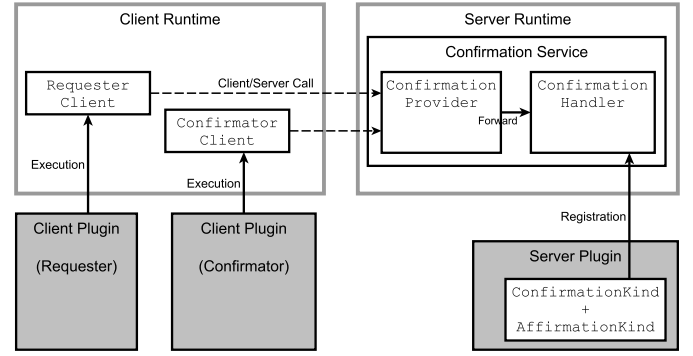 Client Runtime
Server Runtime
Confirmation Service
Requester
Client
Client/Server Call
Confirmation
Provider
Confirmation
Handler
Forward
Confirmator
Client
Execution
Execution
Registration
Client Plugin
(Requester)
Client Plugin
(Confirmator)
Server Plugin
ConfirmationKind
+
AffirmationKind